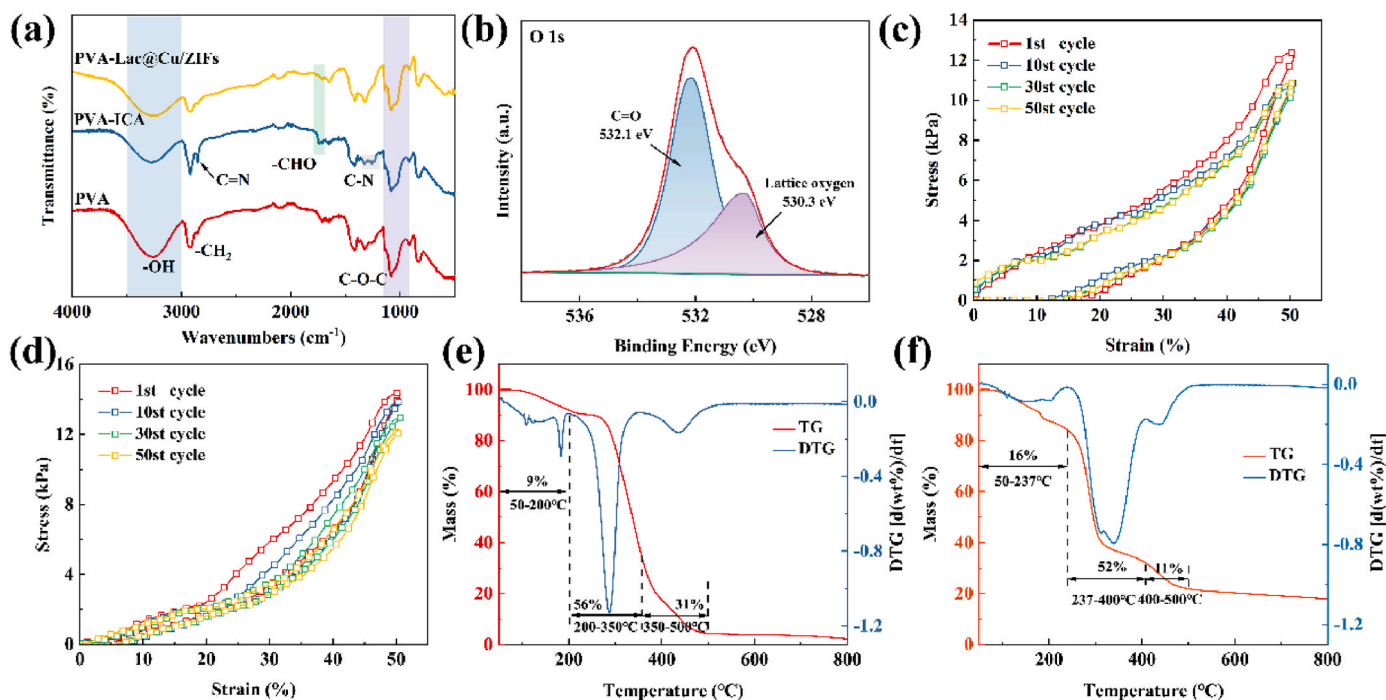 (a)
PVA-Lac@Cu/ZIFs
PVA-TCA
-CHO
C=N
C-N
PVA
-CH2
-OH
C-O-C
Transmittance (%)
4000 3000 2000 1000
Wavenumbers (cm-1)
(b)
O 1s
C=O
532.1 eV
Lattice oxygen
530.3 eV
Intensity (a.u.)
536 532 528
Binding Energy (eV)
(c)
1st cycle
10st cycle
30st cycle
50st cycle
14
12
10
8
6
4
2
0
Stress (kPa)
0 10 20 30 40 50 60
Strain (%)
(d)
1st cycle
10st cycle
30st cycle
50st cycle
16
12
8
4
0
Stress (kPa)
0 10 20 30 40 50
Strain (%)
(e)
100
80
60
40
20
0
Mass (%)
TG
DTG
9%
50-200℃
56%
200-350℃
31%
350-500℃
0.0
-0.4
-0.8
-1.2
DTG [d(wt%)/dt]
200 400 600 800
Temperature (℃)
(f)
100
80
60
40
20
0
Mass (%)
TG
DTG
16%
50-237℃
52%
237-400℃
11%
400-500℃
0.0
-0.4
-0.8
-1.2
DTG [d(wt%)/dt]
200 400 600 800
Temperature (℃)